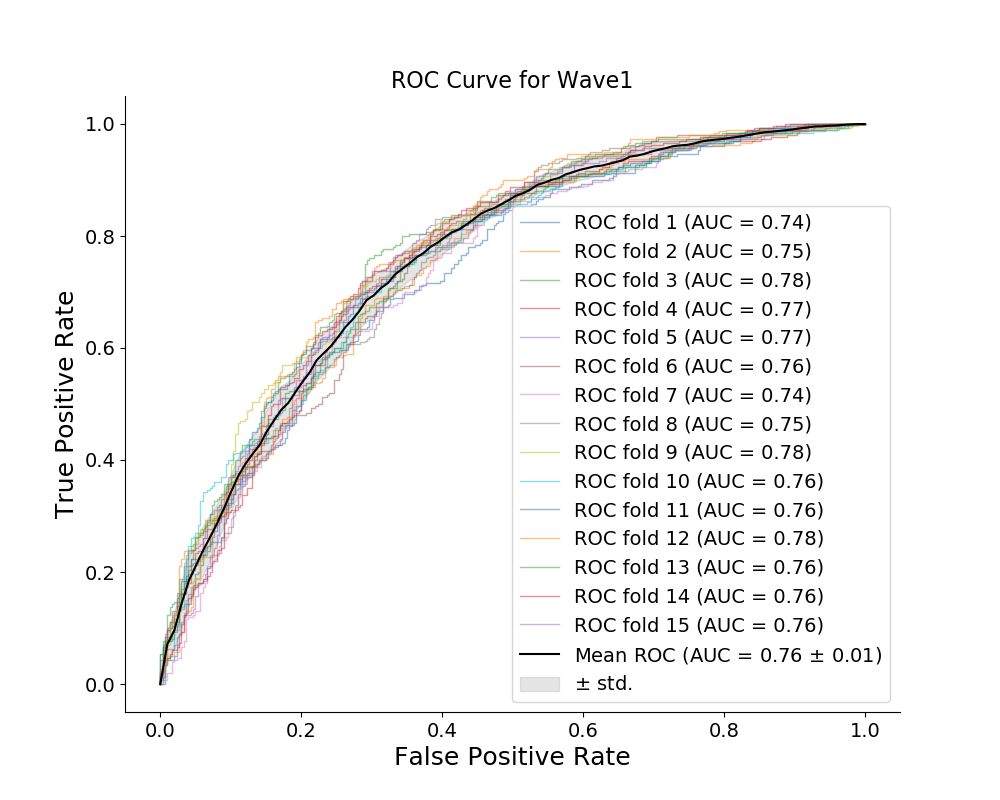 ROC Curve for Wave1
True Positive Rate
1.0
0.8
0.6
0.4
0.2
0.0
ROC fold 1 (AUC = 0.74)
ROC fold 2 (AUC = 0.75)
ROC fold 3 (AUC = 0.78)
ROC fold 4 (AUC = 0.77)
ROC fold 5 (AUC = 0.77)
ROC fold 6 (AUC = 0.76)
ROC fold 7 (AUC = 0.74)
ROC fold 8 (AUC = 0.75)
ROC fold 9 (AUC = 0.78)
ROC fold 10 (AUC = 0.76)
ROC fold 11 (AUC = 0.76)
ROC fold 12 (AUC = 0.78)
ROC fold 13 (AUC = 0.76)
ROC fold 14 (AUC = 0.76)
ROC fold 15 (AUC = 0.76)
Mean ROC (AUC = 0.76 ± 0.01)
± std.
0.0 0.2 0.4 0.6 0.8 1.0
False Positive Rate